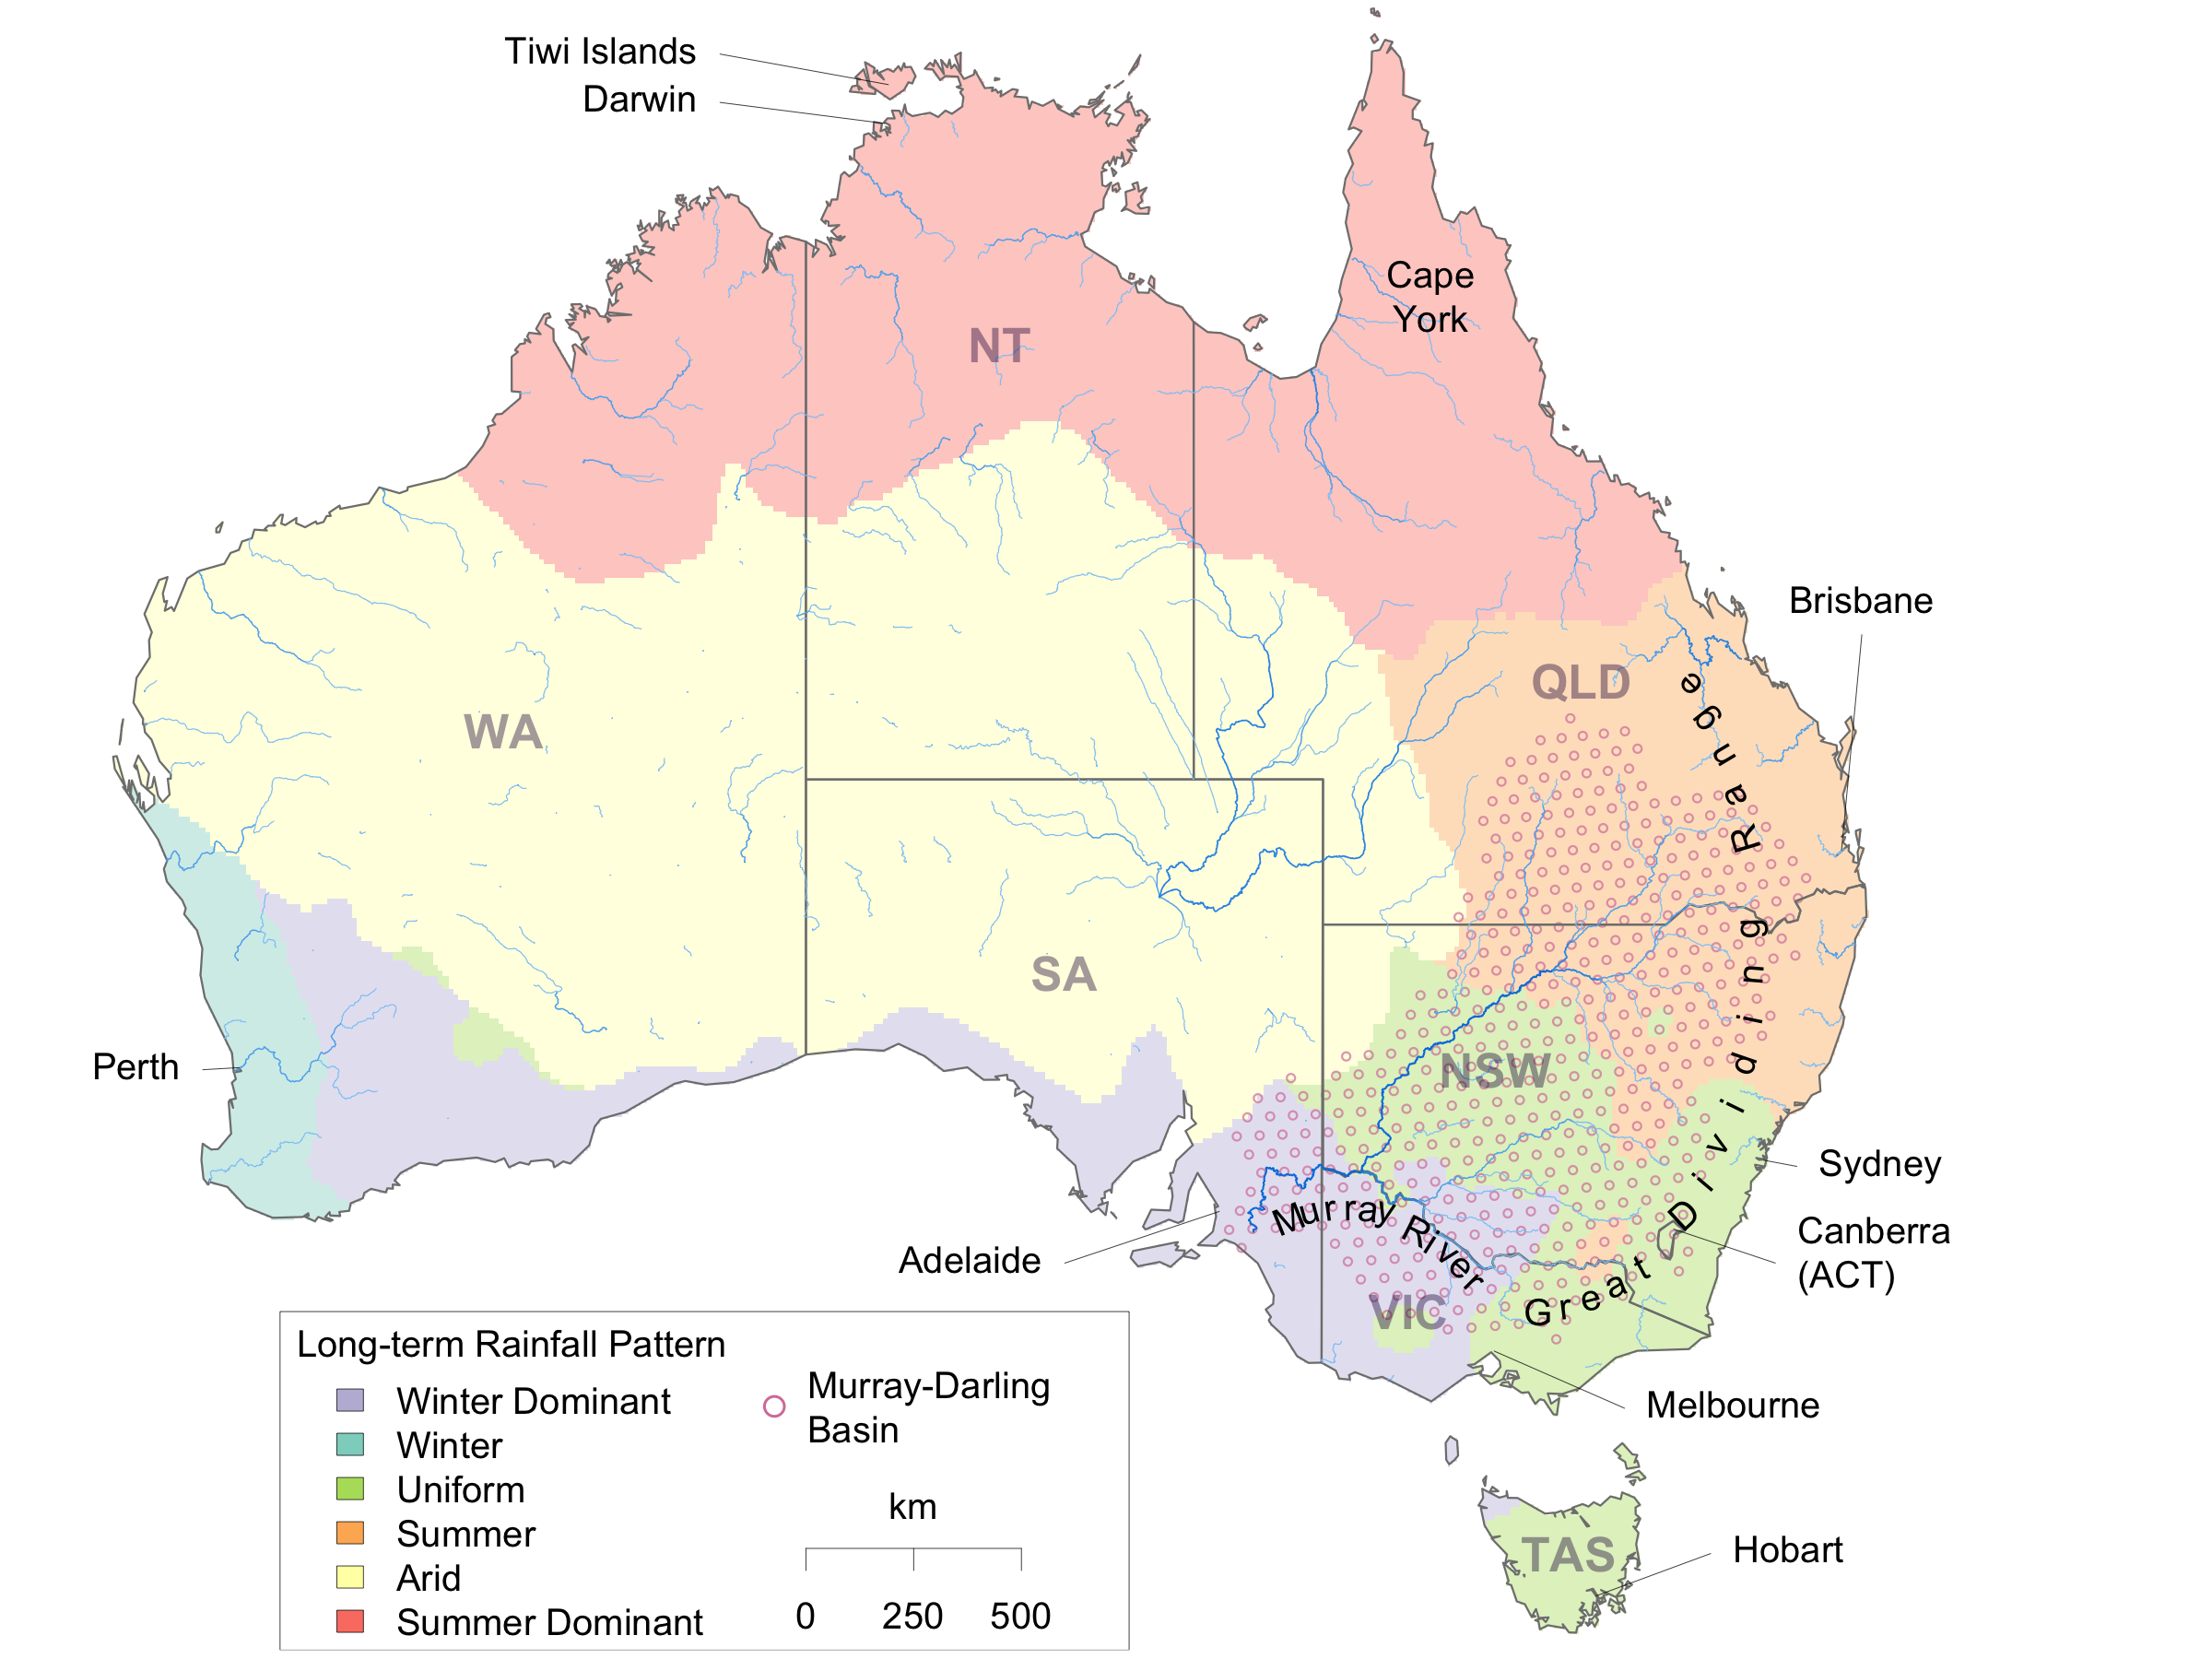 Tiwi Islands
Darwin
Cape
York
NT
Brisbane
QLD
WA
SA
NSW
Perth
Sydney
Murray River
Great Dividing Range
Canberra
(ACT)
Adelaide
VIC
Melbourne
TAS
Hobart
Long-term Rainfall Pattern
Winter Dominant
Winter
Uniform
Summer
Arid
Summer Dominant
Murray-Darling
Basin
km
0 250 500